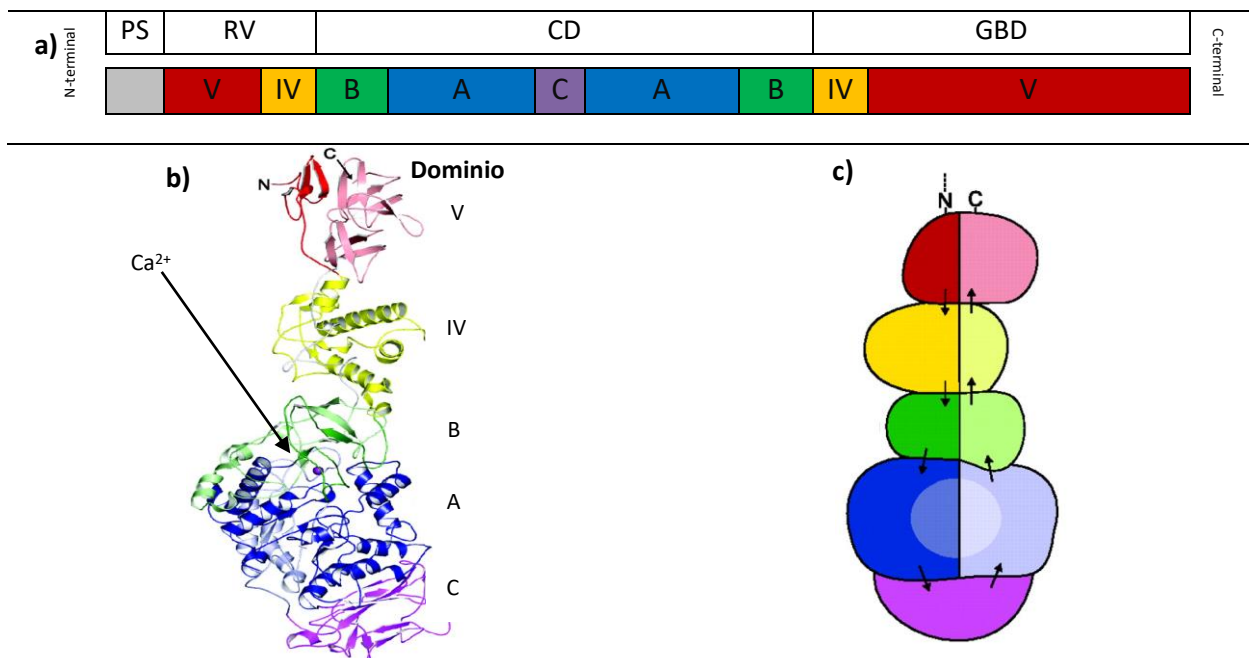 a)
N-terminal
PS RV CD GBD
V IV B A C A B IV V
C-terminal
b)
N
C
Dominio
V
Ca²⁺
IV
B
A
C
c)
N C